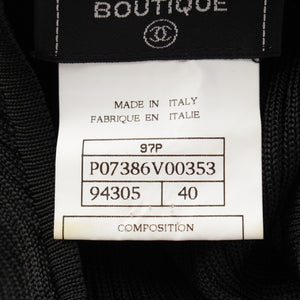 BOUTIQUE
MADE IN ITALY
FABRIQUE EN ITALIE
97P
P07386V00353
94305 40
COMPOSITION